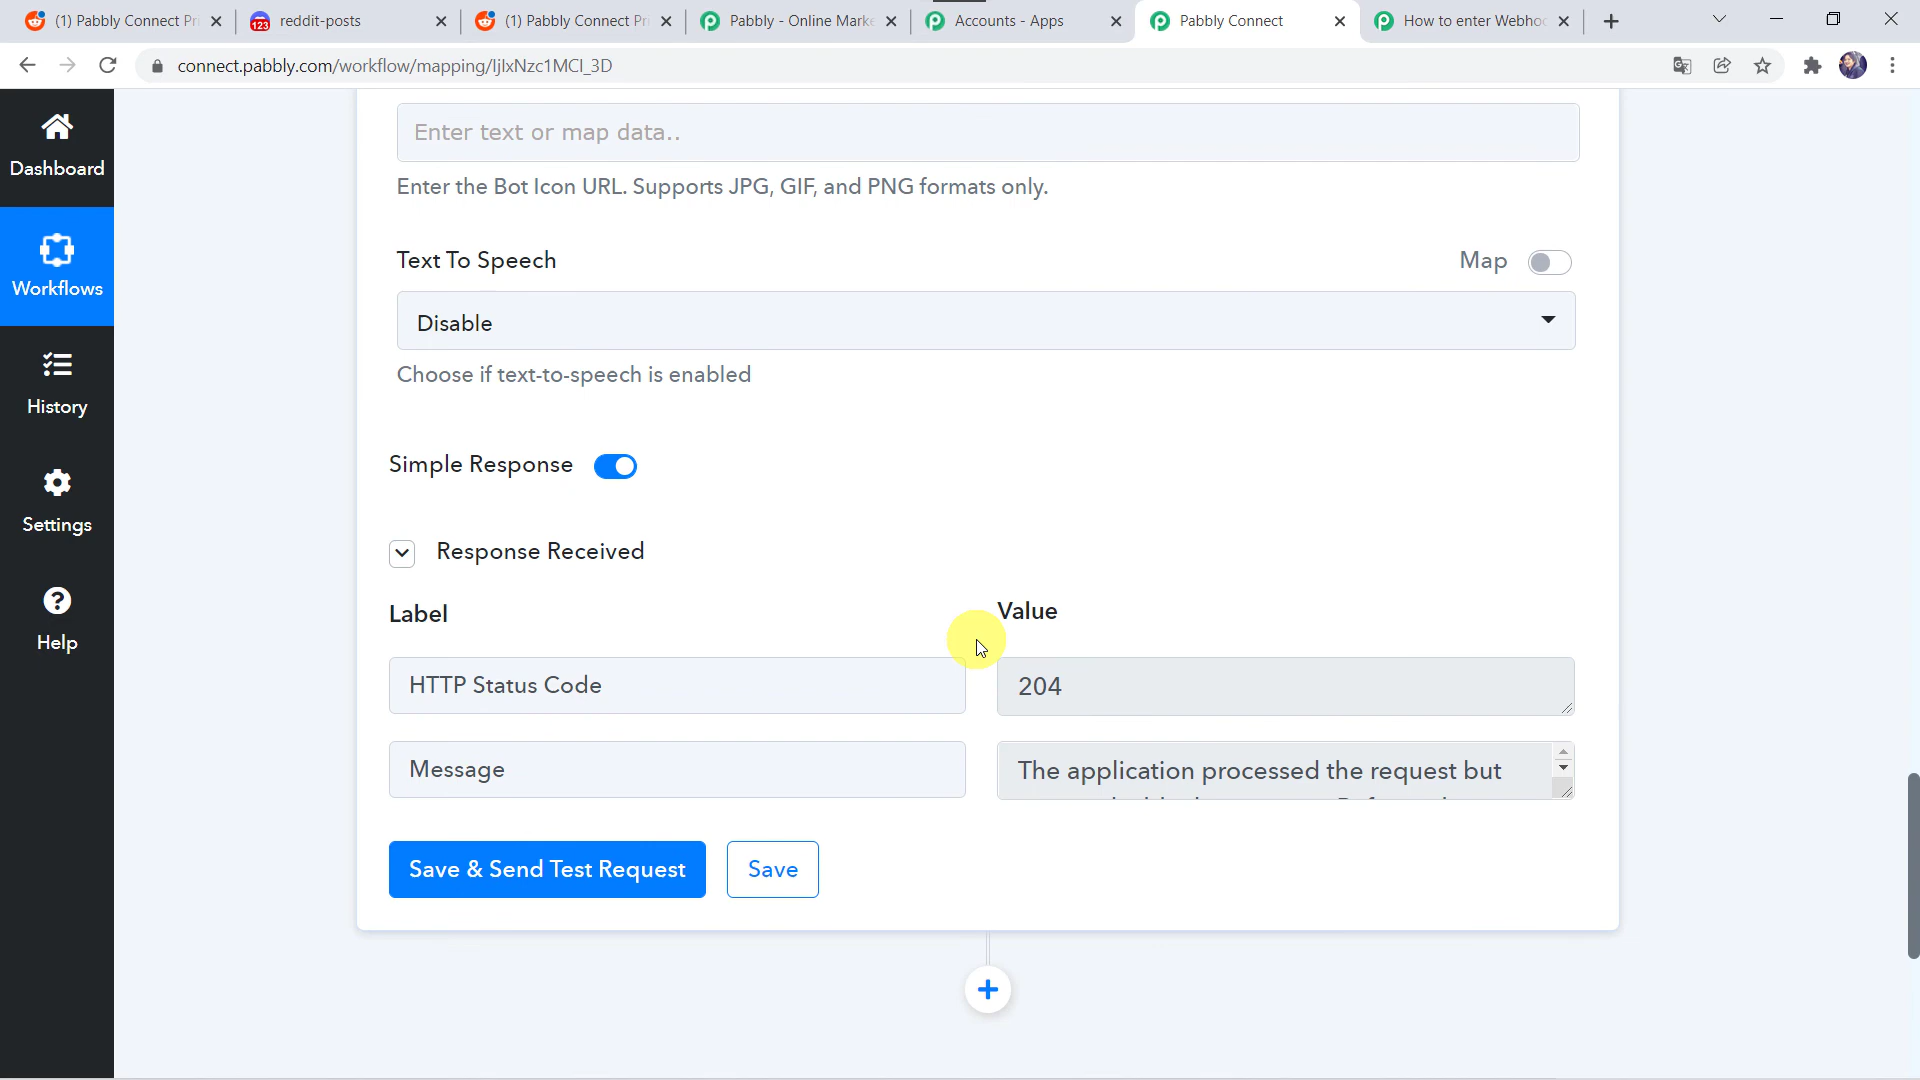 (1) Pabbly Connect Pri
reddit-posts
(1) Pabbly Connect Pri
Pabbly - Online Marke
Accounts - Apps
Pabbly Connect
How to enter Webhoo
connect.pabbly.com/workflow/mapping/IjIxNzc1MCI_3D
Dashboard
Workflows
History
Settings
Help
Enter text or map data..
Enter the Bot Icon URL. Supports JPG, GIF, and PNG formats only.
Text To Speech
Map
Disable
Choose if text-to-speech is enabled
Simple Response
Response Received
Label
Value
HTTP Status Code
204
Message
The application processed the request but
Save & Send Test Request
Save